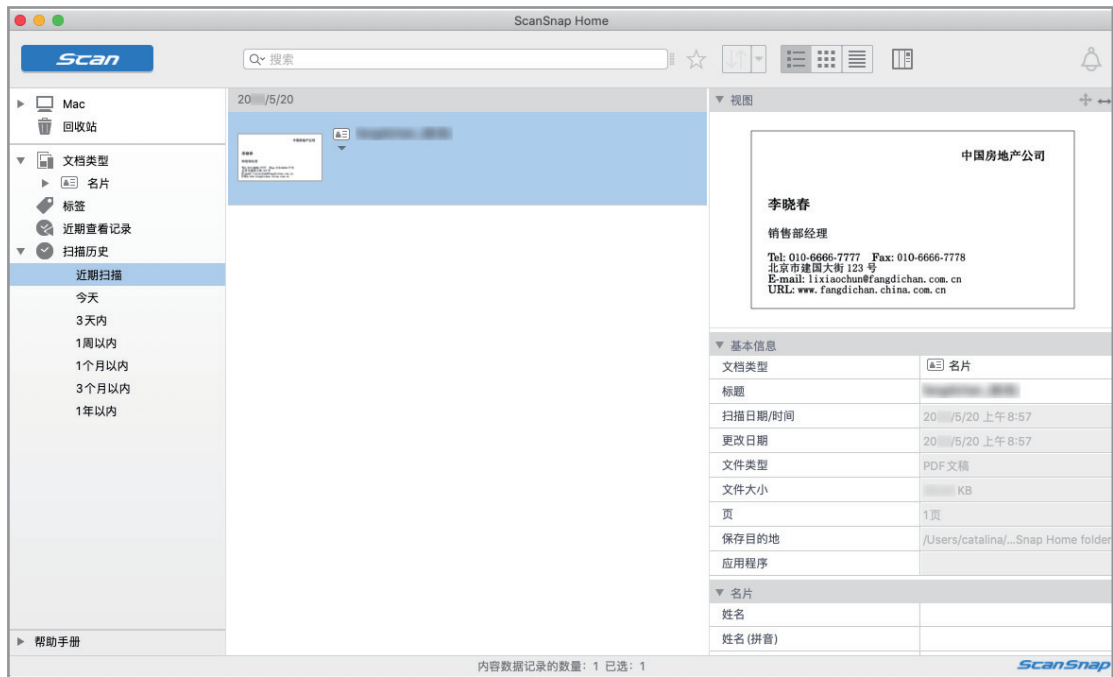 ScanSnap Home
Scan
搜索
Mac
回收站
文档类型
名片
标签
近期查看记录
扫描历史
近期扫描
今天
3天内
1周以内
1个月以内
3个月以内
1年以内
帮助手册
20 /5/20
视图
中国房地产公司
李晓春
销售部经理
Tel: 010-6666-7777 Fax: 010-6666-7778
北京市建国大街 123 号
E-mail: lixiaochun@fangdichan.com.cn
URL: www.fangdichan.china.com.cn
基本信息
文档类型 名片
标题
扫描日期/时间 20 /5/20 上午 8:57
更改日期 20 /5/20 上午 8:57
文件类型 PDF文稿
文件大小 KB
页 1页
保存目的地 /Users/catalina/...Snap Home folder
应用程序
名片
姓名
姓名(拼音)
内容数据记录的数量: 1 已选: 1
ScanSnap